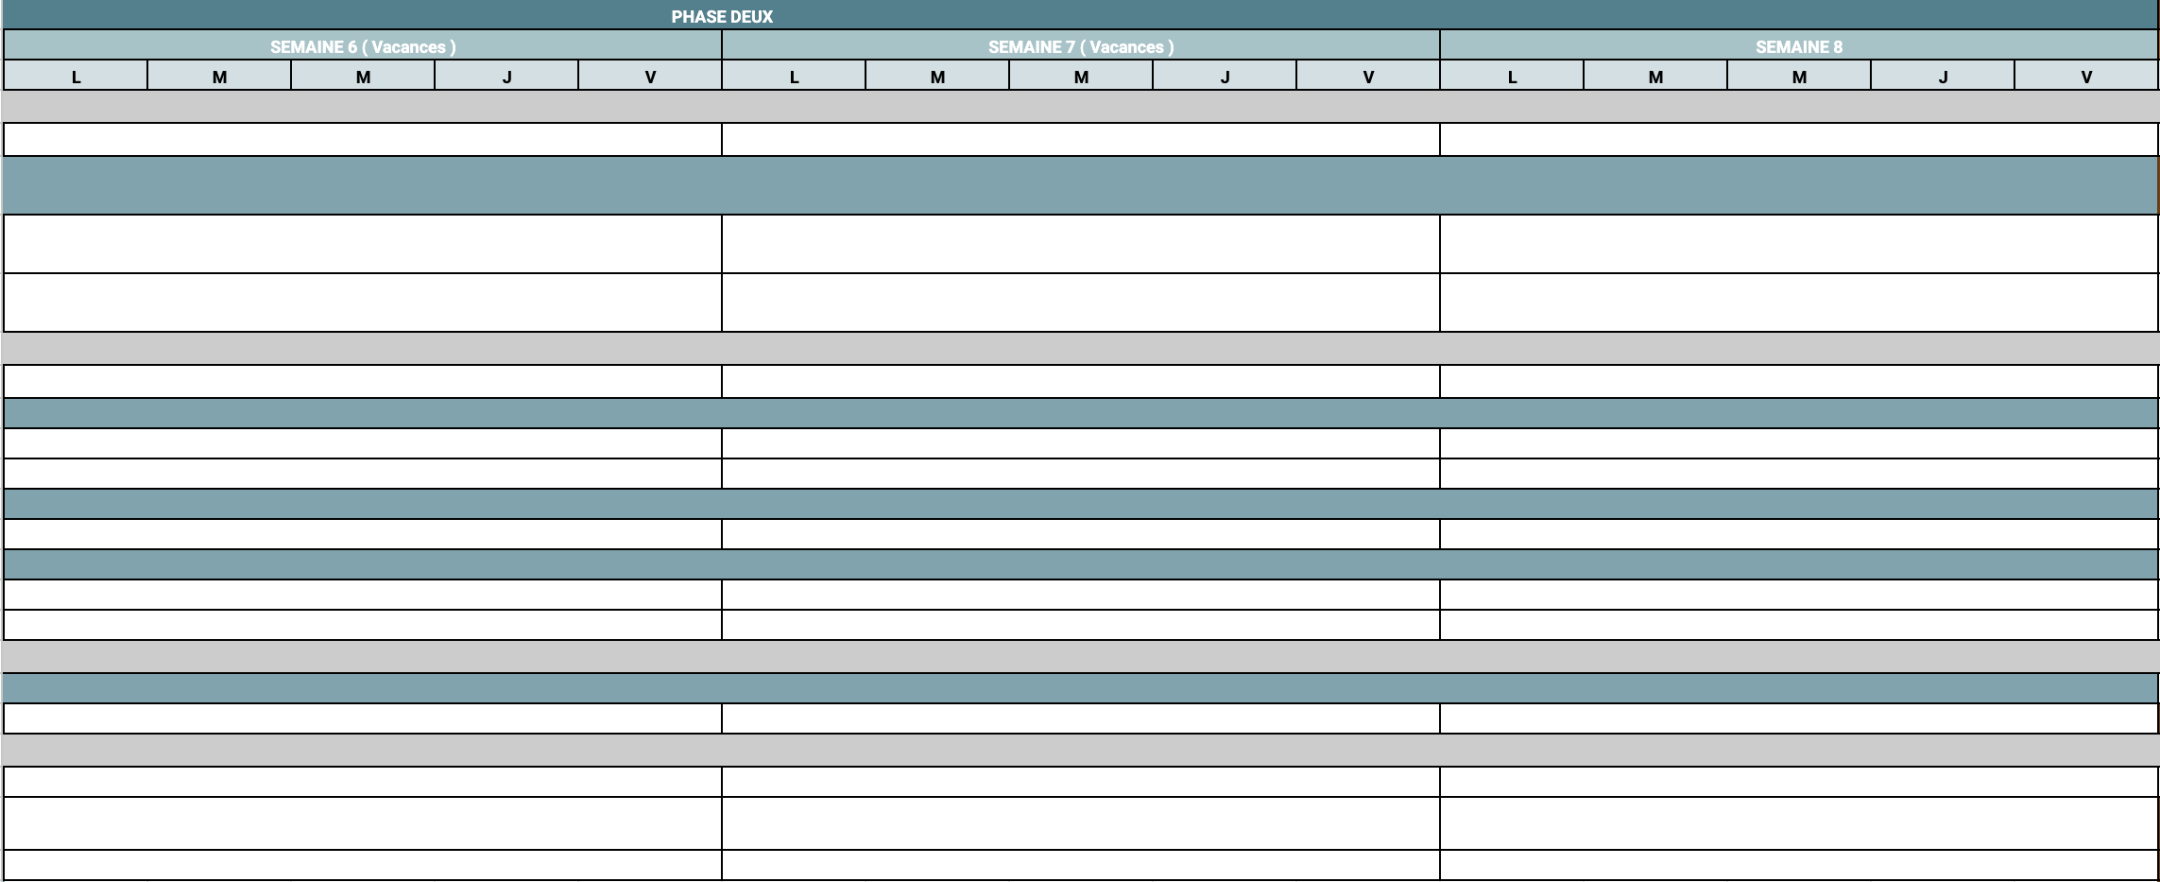 PHASE DEUX
SEMAINE 6 ( Vacances ) SEMAINE 7 ( Vacances ) SEMAINE 8
L M M J V L M M J V L M M J V